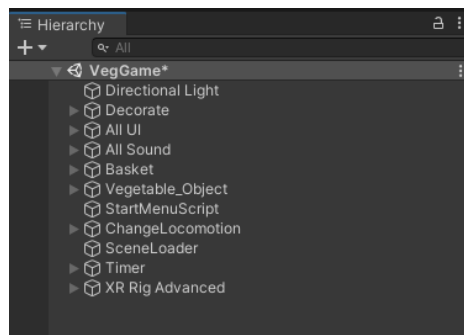 Hierarchy
All
VegGame*
Directional Light
Decorate
All UI
All Sound
Basket
Vegetable_Object
StartMenuScript
ChangeLocomotion
SceneLoader
Timer
XR Rig Advanced